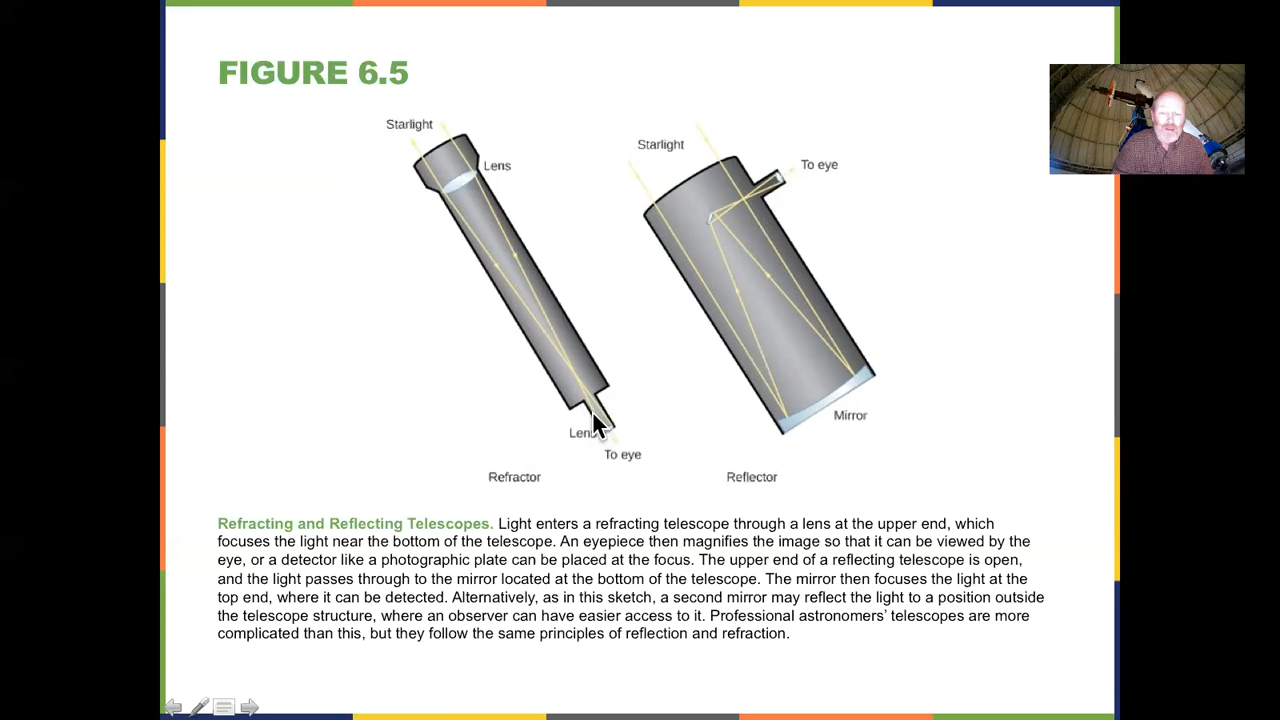 FIGURE 6.5
Starlight
Lens
Starlight
To eye
Mirror
Lens
To eye
Refractor
Reflector
Refracting and Reflecting Telescopes. Light enters a refracting telescope through a lens at the upper end, which
focuses the light near the bottom of the telescope. An eyepiece then magnifies the image so that it can be viewed by the
eye, or a detector like a photographic plate can be placed at the focus. The upper end of a reflecting telescope is open,
and the light passes through to the mirror located at the bottom of the telescope. The mirror then focuses the light at the
top end, where it can be detected. Alternatively, as in this sketch, a second mirror may reflect the light to a position outside
the telescope structure, where an observer can have easier access to it. Professional astronomers’ telescopes are more
complicated than this, but they follow the same principles of reflection and refraction.